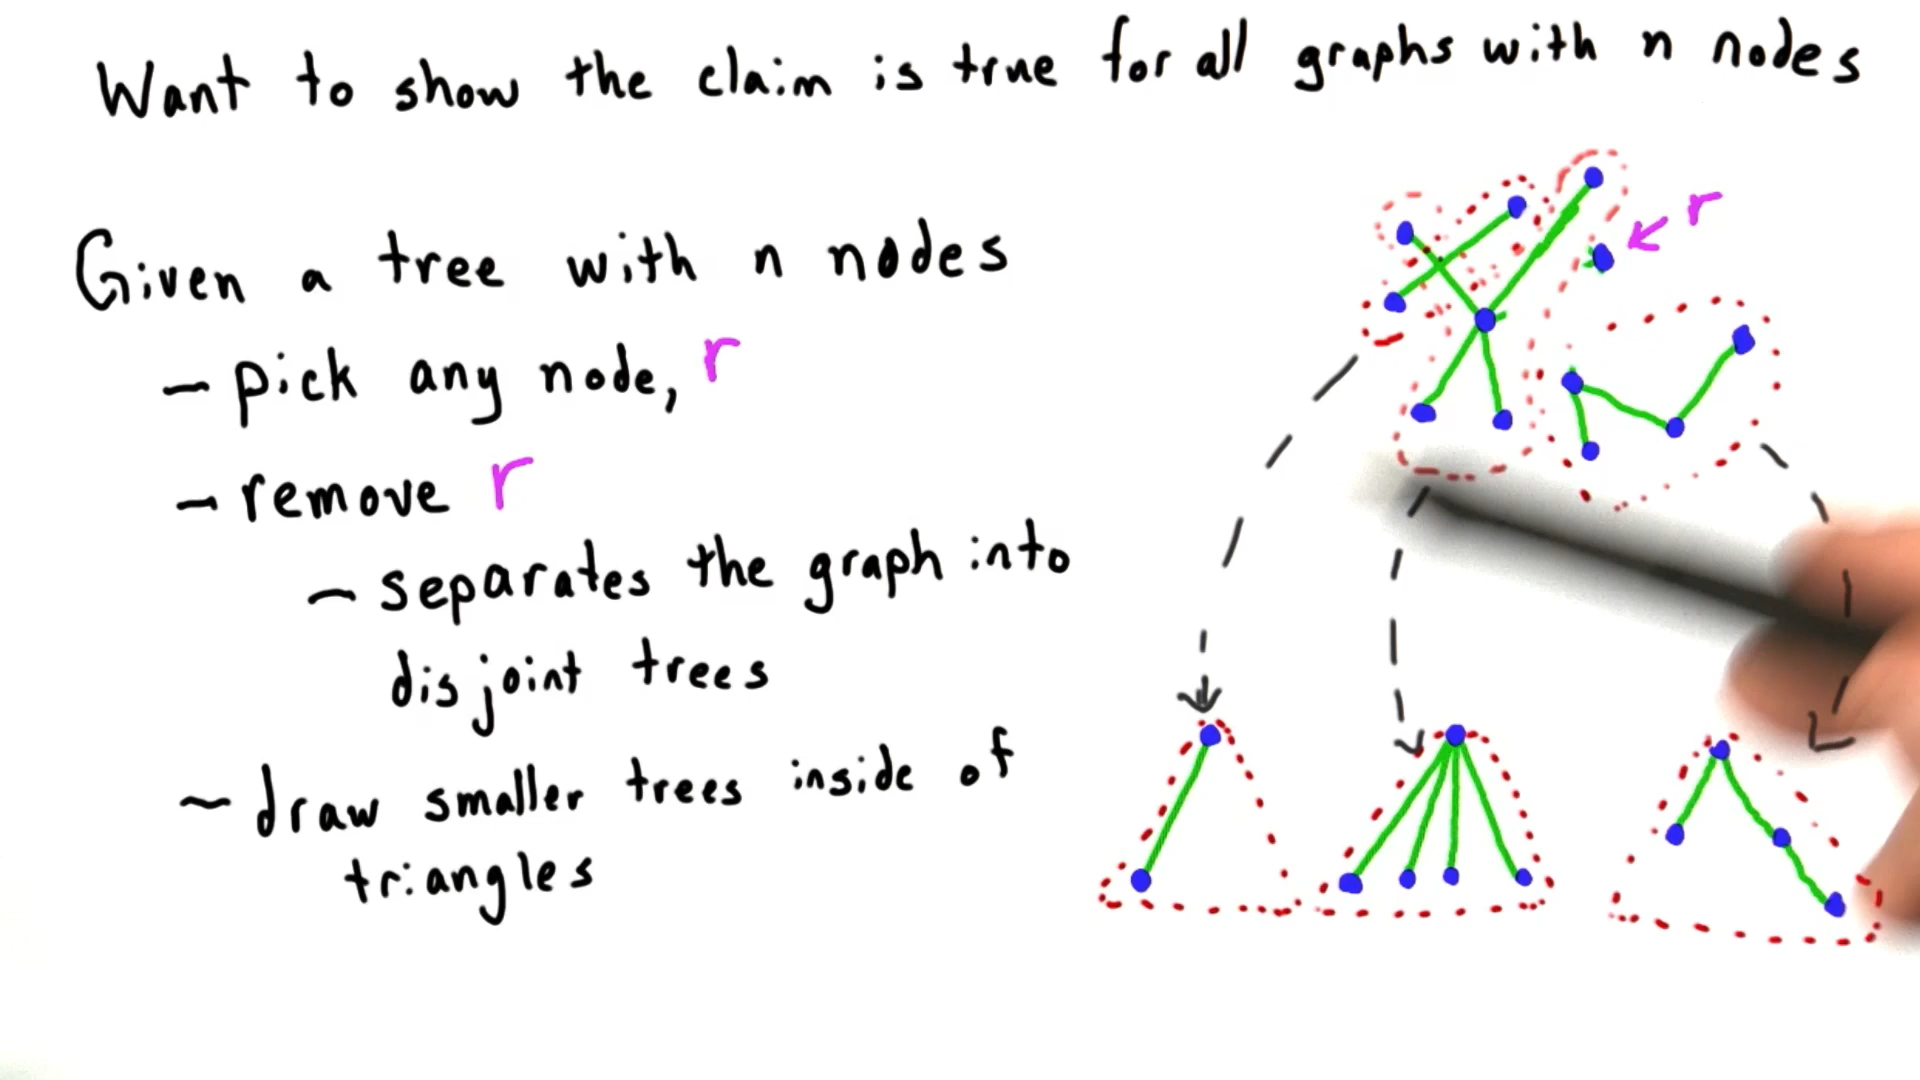 Want to show the claim is true for all graphs with n nodes
r
Given a tree with n nodes
- pick any node, r
- remove r
- separates the graph into
disjoint trees
- draw smaller trees inside of
triangles